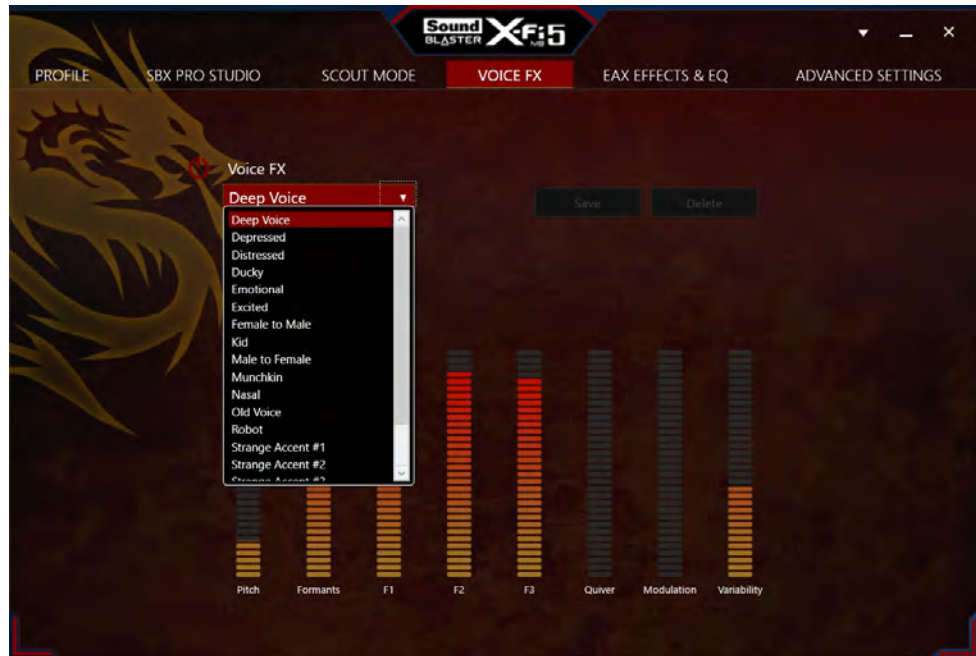 Sound BLASTER X-Fi 5 MB
PROFILE SBX PRO STUDIO SCOUT MODE VOICE FX EAX EFFECTS & EQ ADVANCED SETTINGS
Voice FX
Deep Voice
Save Delete
Deep Voice
Depressed
Distressed
Ducky
Emotional
Excited
Female to Male
Kid
Male to Female
Munchkin
Nasal
Old Voice
Robot
Strange Accent #1
Strange Accent #2
Strange Accent #3
Pitch Formants F1 F2 F3 Quiver Modulation Variability